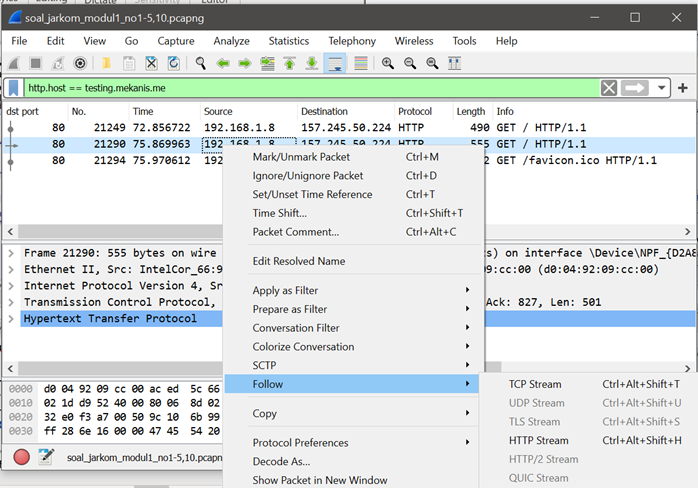 Dictate Sensitivity Editor
soal_jarkom_modul1_no1-5,10.pcapng
File Edit View Go Capture Analyze Statistics Telephony Wireless Tools Help
http.host == testing.mekanis.me
dst port No. Time Source Destination Protocol Length Info
80 21249 72.856722 192.168.1.8 157.245.50.224 HTTP 490 GET / HTTP/1.1
80 21290 75.869963 192.168.1.8 157.245.50.224 HTTP 555 GET / HTTP/1.1
80 21294 75.970612 192 2 GET /favicon.ico HTTP/1.1
Mark/Unmark Packet Ctrl+M
Ignore/Unignore Packet Ctrl+D
Set/Unset Time Reference Ctrl+T
Time Shift... Ctrl+Shift+T
Packet Comment... Ctrl+Alt+C
Edit Resolved Name
Apply as Filter
Prepare as Filter
Conversation Filter
Colorize Conversation
SCTP
Follow
Copy
Protocol Preferences
Decode As...
Show Packet in New Window
TCP Stream Ctrl+Alt+Shift+T
UDP Stream Ctrl+Alt+Shift+U
TLS Stream Ctrl+Alt+Shift+S
HTTP Stream Ctrl+Alt+Shift+H
HTTP/2 Stream
QUIC Stream
Frame 21290: 555 bytes on wire s) on interface \Device\NPF_{D2A8
Ethernet II, Src: IntelCor_66:9 09:cc:00 (d0:04:92:09:cc:00)
Internet Protocol Version 4, Sr
Transmission Control Protocol, Ack: 827, Len: 501
Hypertext Transfer Protocol
0000 d0 04 92 09 cc 00 ac ed 5c 66
0010 02 1d d9 52 40 00 80 06 8d 02
0020 32 e0 f3 a7 00 50 9c 10 6b 99
0030 ff 28 6e 16 00 00 47 45 54 20
soal_jarkom_modul1_no1-5,10.pcapn